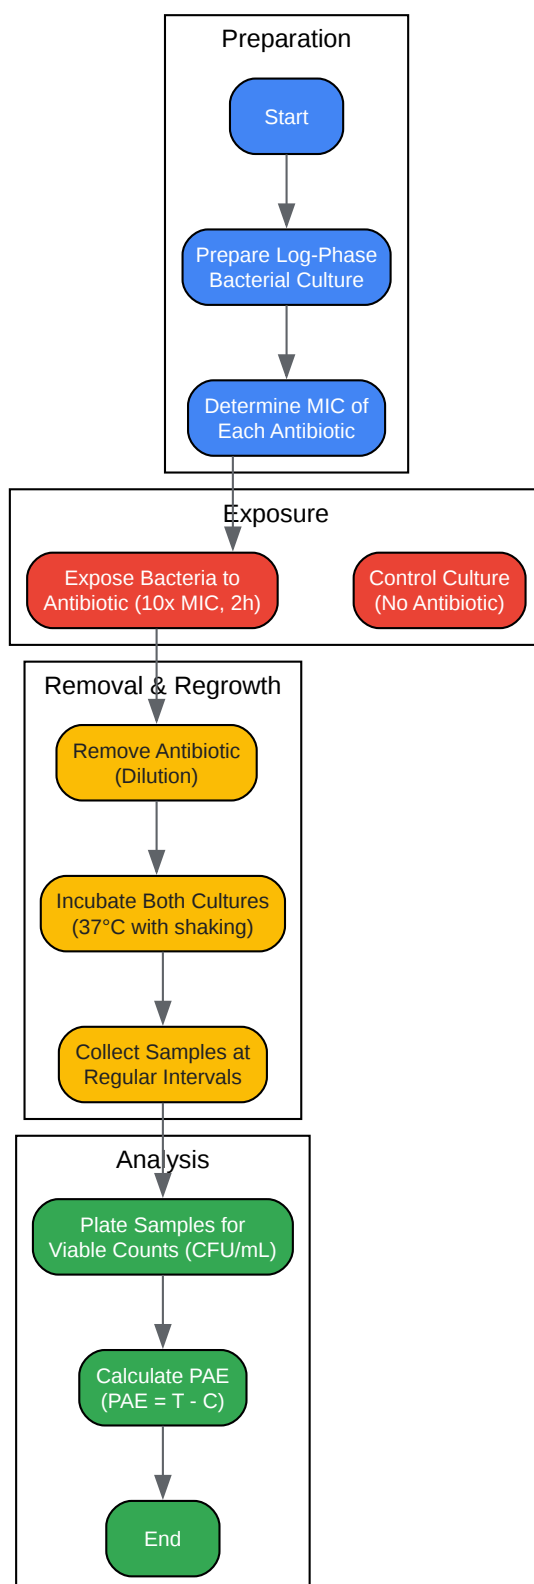 Preparation
Start
Prepare Log-Phase
Bacterial Culture
Determine MIC of
Each Antibiotic
Exposure
Expose Bacteria to
Antibiotic (10x MIC, 2h)
Control Culture
(No Antibiotic)
Removal & Regrowth
Remove Antibiotic
(Dilution)
Incubate Both Cultures
(37°C with shaking)
Collect Samples at
Regular Intervals
Analysis
Plate Samples for
Viable Counts (CFU/mL)
Calculate PAE
(PAE = T - C)
End